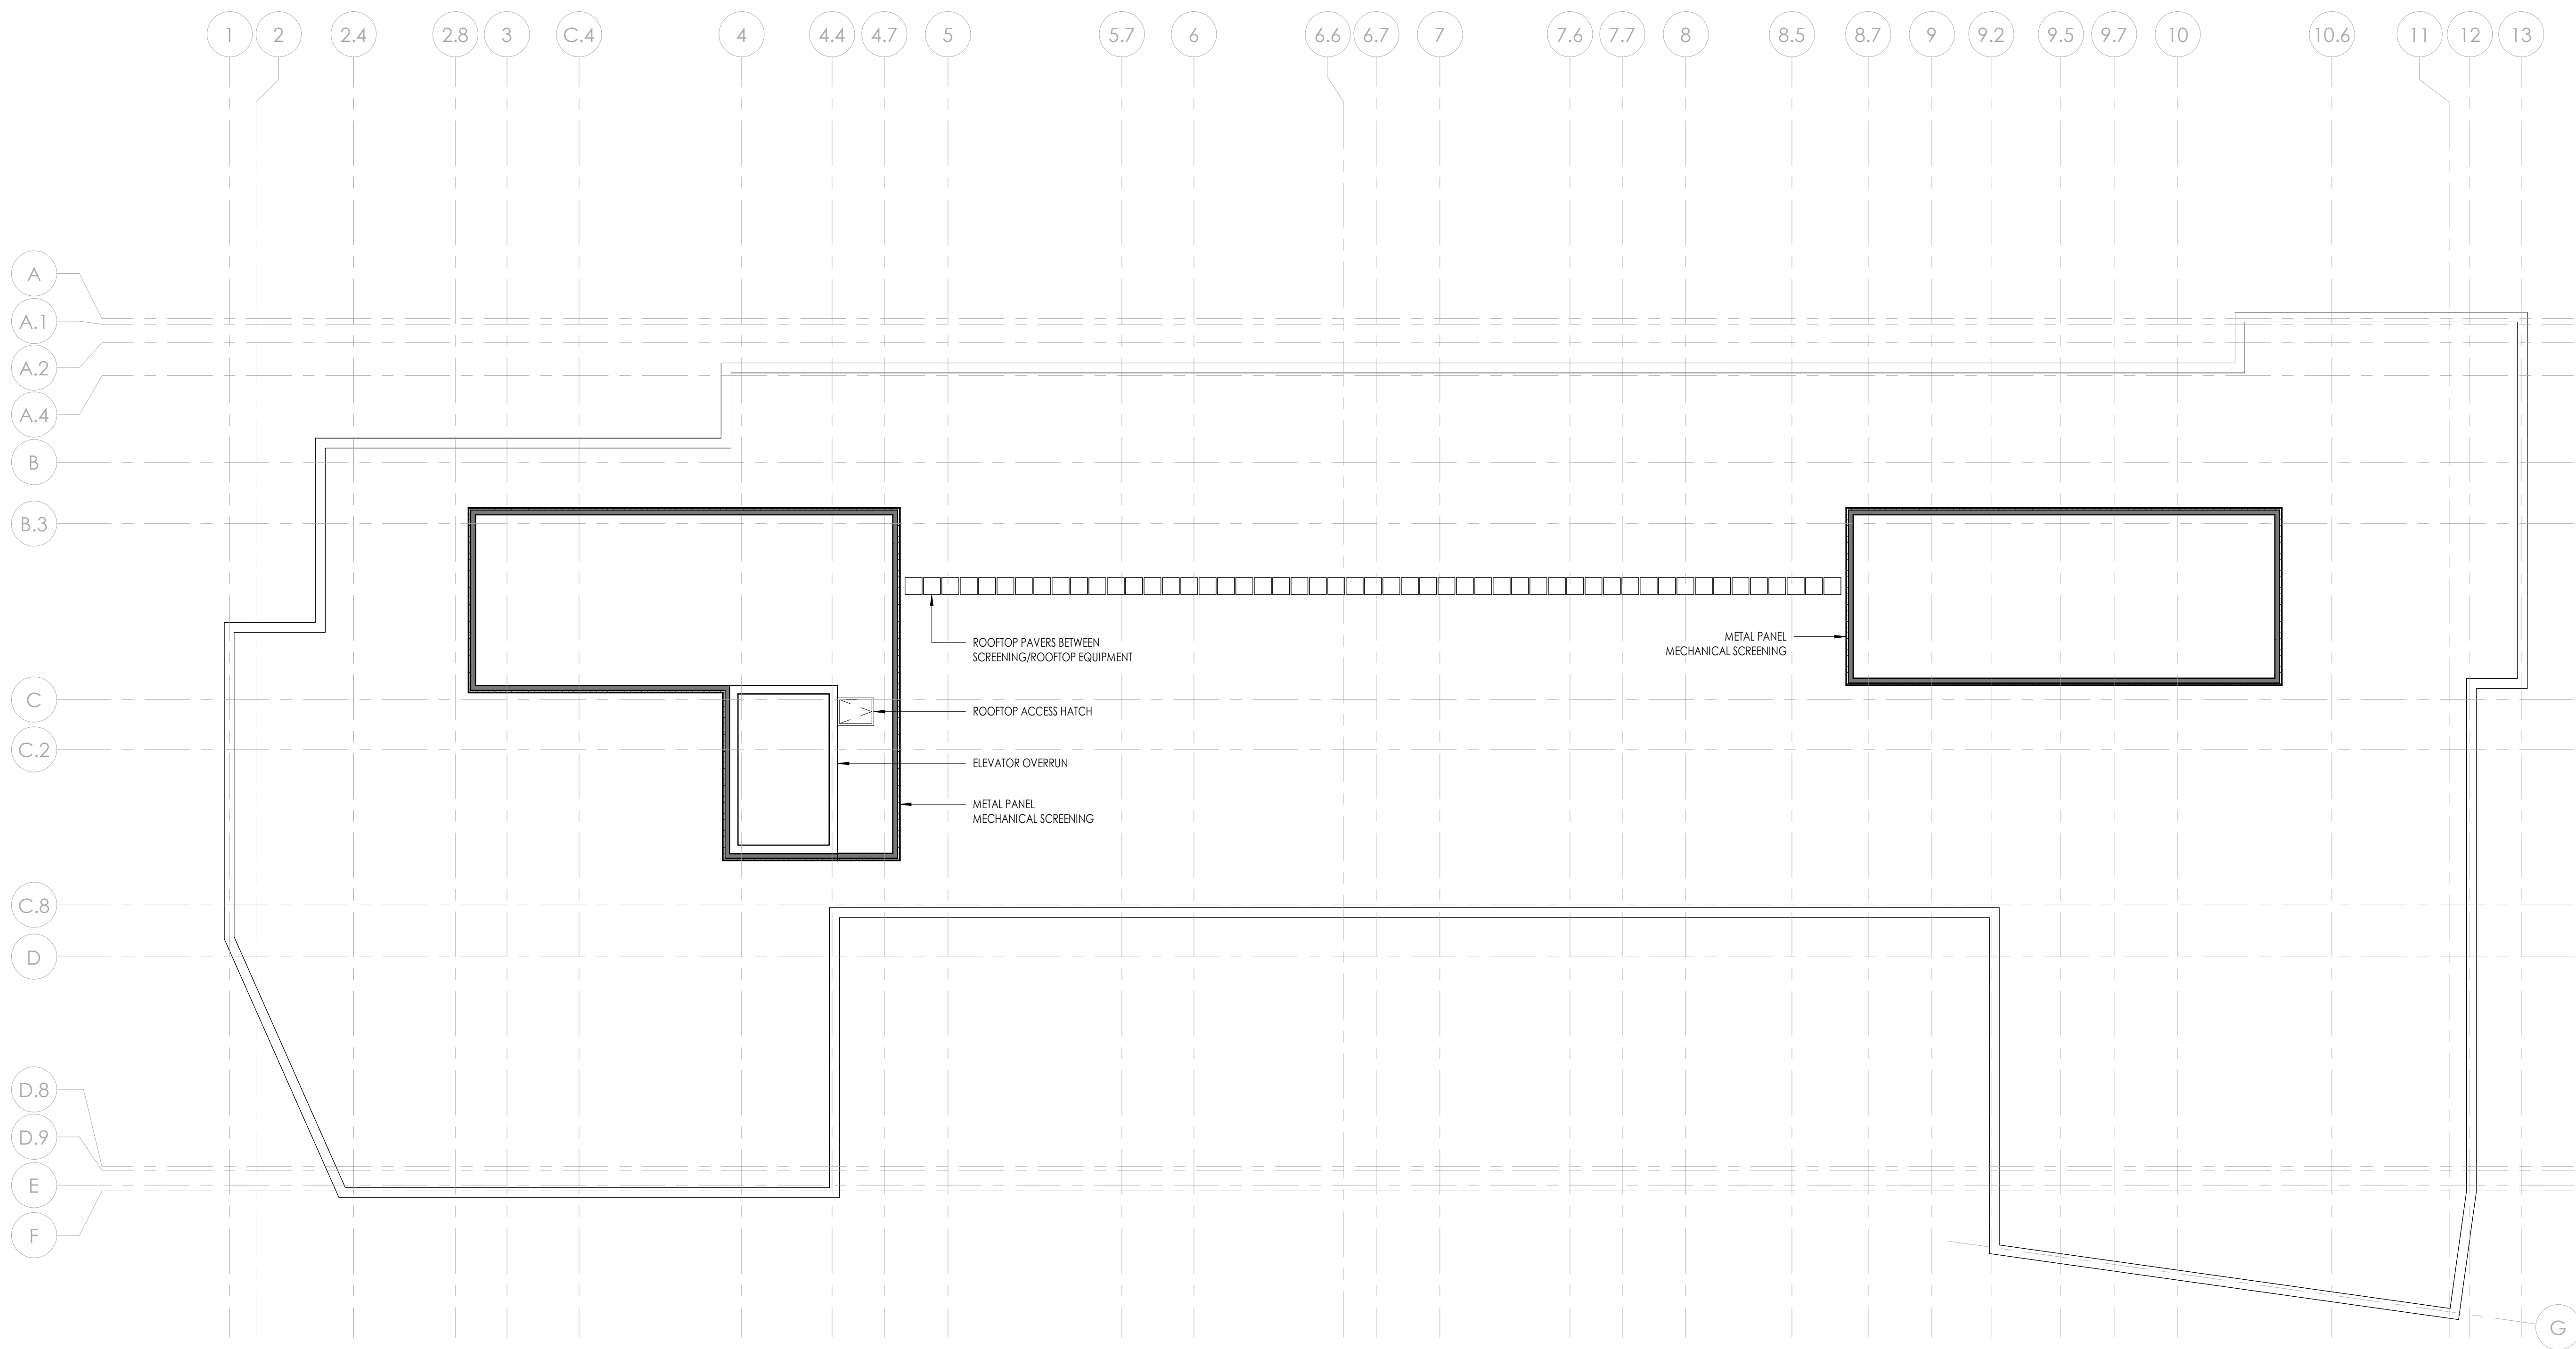 1
2
2.4
2.8
3
C.4
4
4.4
4.7
5
5.7
6
6.6
6.7
7
7.6
7.7
8
8.5
8.7
9
9.2
9.5
9.7
10
10.6
11
12
13
A
A.1
A.2
A.4
B
B.3
C
C.2
C.8
D
D.8
D.9
E
F
G
ROOFTOP PAVERS BETWEEN
SCREENING/ROOFTOP EQUIPMENT
METAL PANEL
MECHANICAL SCREENING
ROOFTOP ACCESS HATCH
ELEVATOR OVERRUN
METAL PANEL
MECHANICAL SCREENING